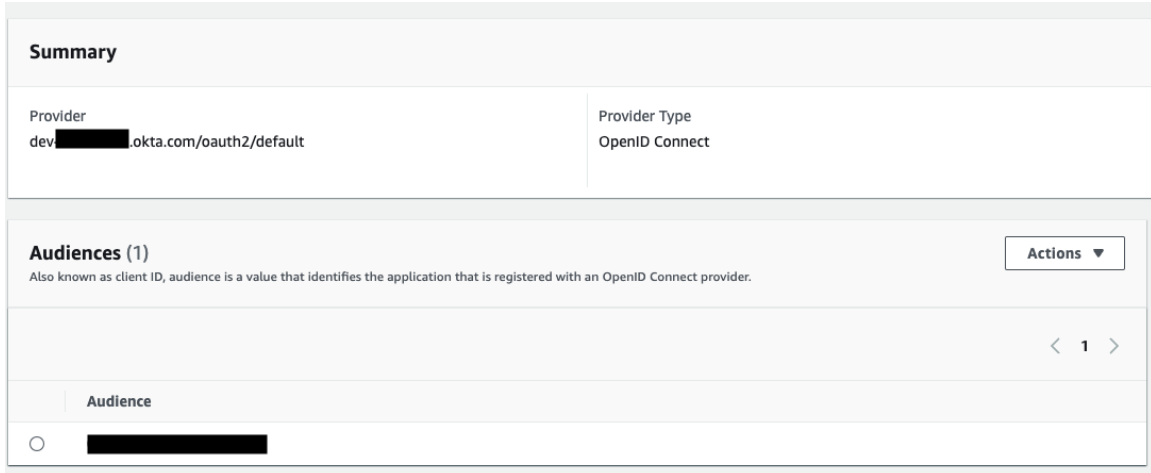 Summary
Provider
Provider Type
dev-
.okta.com/oauth2/default
OpenID Connect
Audiences (1)
Actions
Also known as client ID, audience is a value that identifies the application that is registered with an OpenID Connect provider.
1
Audience